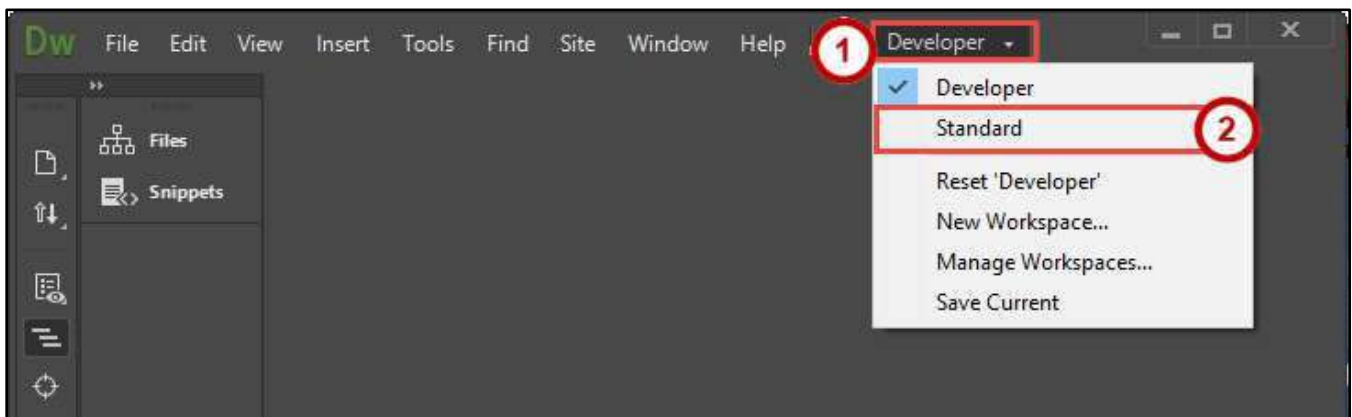 Dw File Edit View Insert Tools Find Site Window Help 1 Developer
Developer
Standard 2
Files
Snippets
Reset 'Developer'
New Workspace...
Manage Workspaces...
Save Current